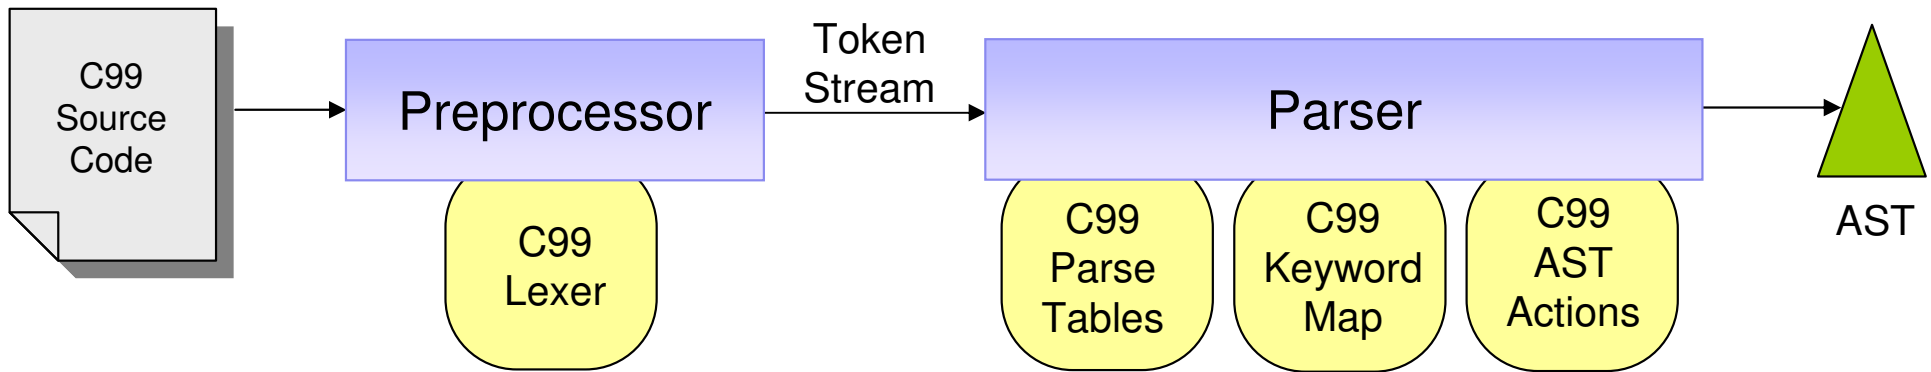 C99
Source
Code
Preprocessor
C99
Lexer
Token
Stream
Parser
C99
Parse
Tables
C99
Keyword
Map
C99
AST
Actions
AST